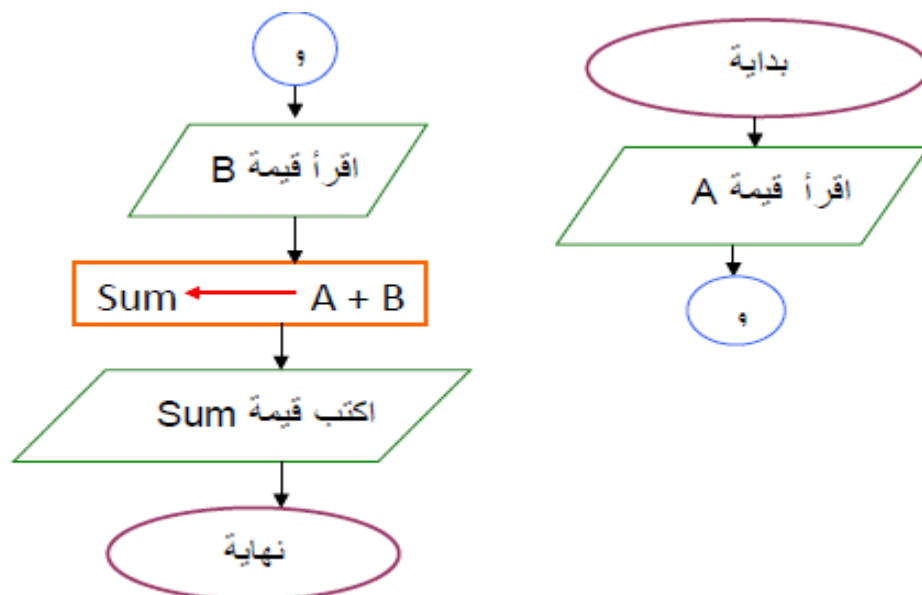 بداية
اقرأ قيمة A
و
و
اقرأ قيمة B
Sum A + B
اكتب قيمة Sum
نهاية